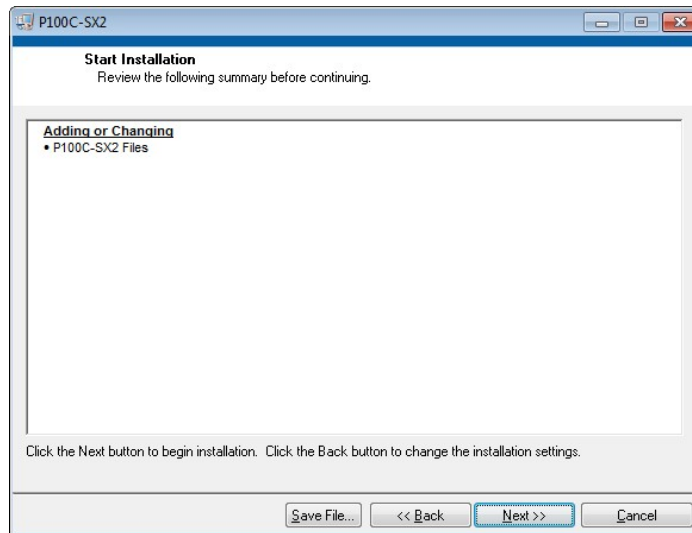 P100C-SX2
Start Installation
Review the following summary before continuing.
Adding or Changing
• P100C-SX2 Files
Click the Next button to begin installation. Click the Back button to change the installation settings.
Save File... << Back Next >> Cancel